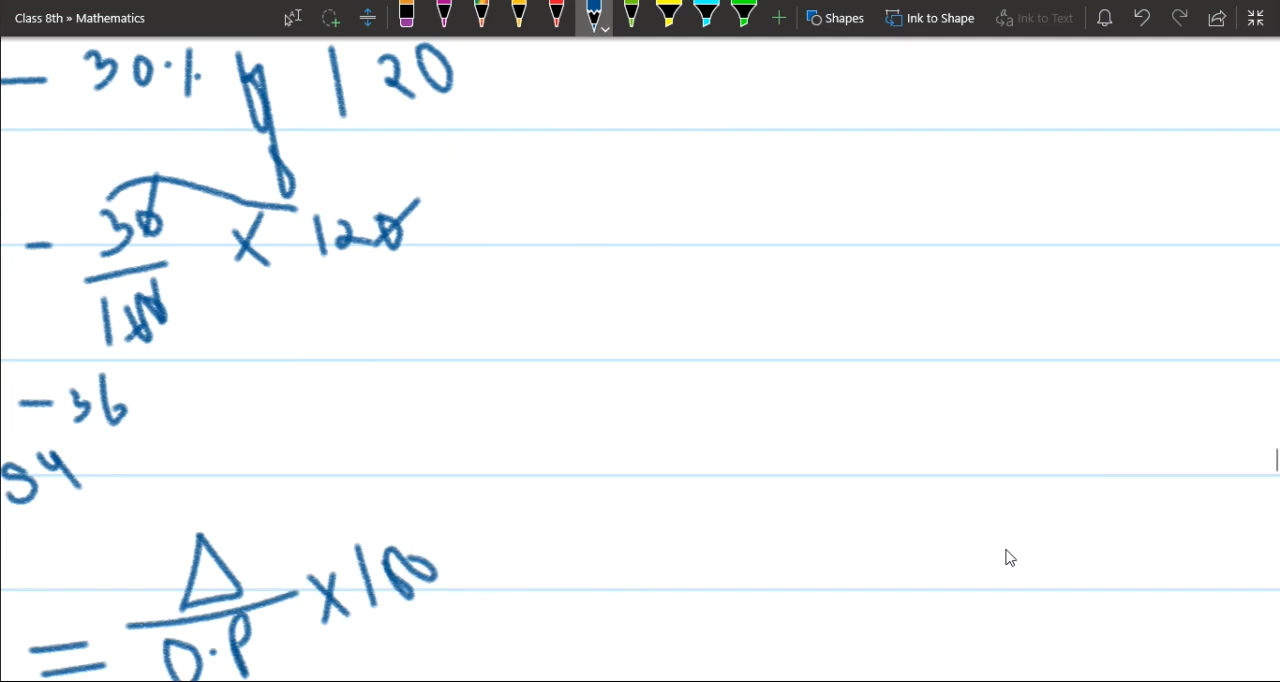 Class 8th » Mathematics Shapes Ink to Shape Ink to Text
- 30% of 120
- 30/100 x 120
- 36
84
= Δ/O.P x 100